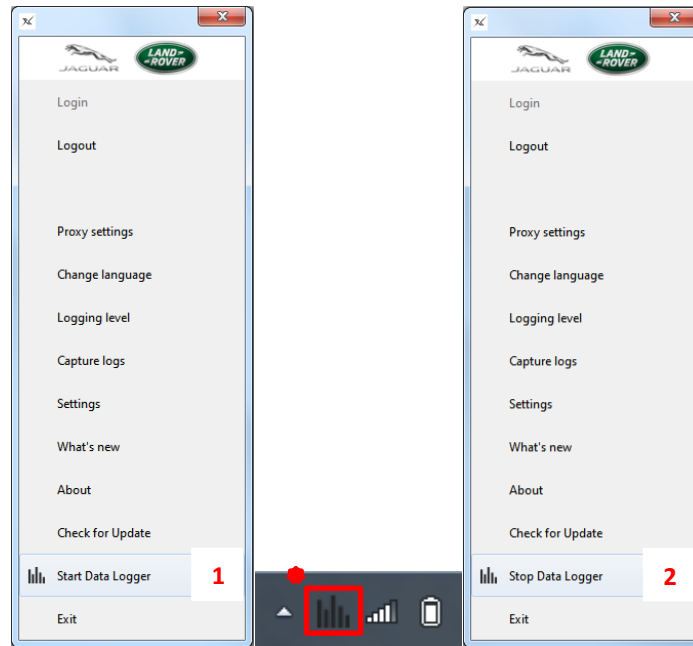 JAGUAR
LAND-
-ROVER
Login
Logout
Proxy settings
Change language
Logging level
Capture logs
Settings
What's new
About
Check for Update
Start Data Logger
1
Exit
JAGUAR
LAND-
-ROVER
Login
Logout
Proxy settings
Change language
Logging level
Capture logs
Settings
What's new
About
Check for Update
Stop Data Logger
2
Exit